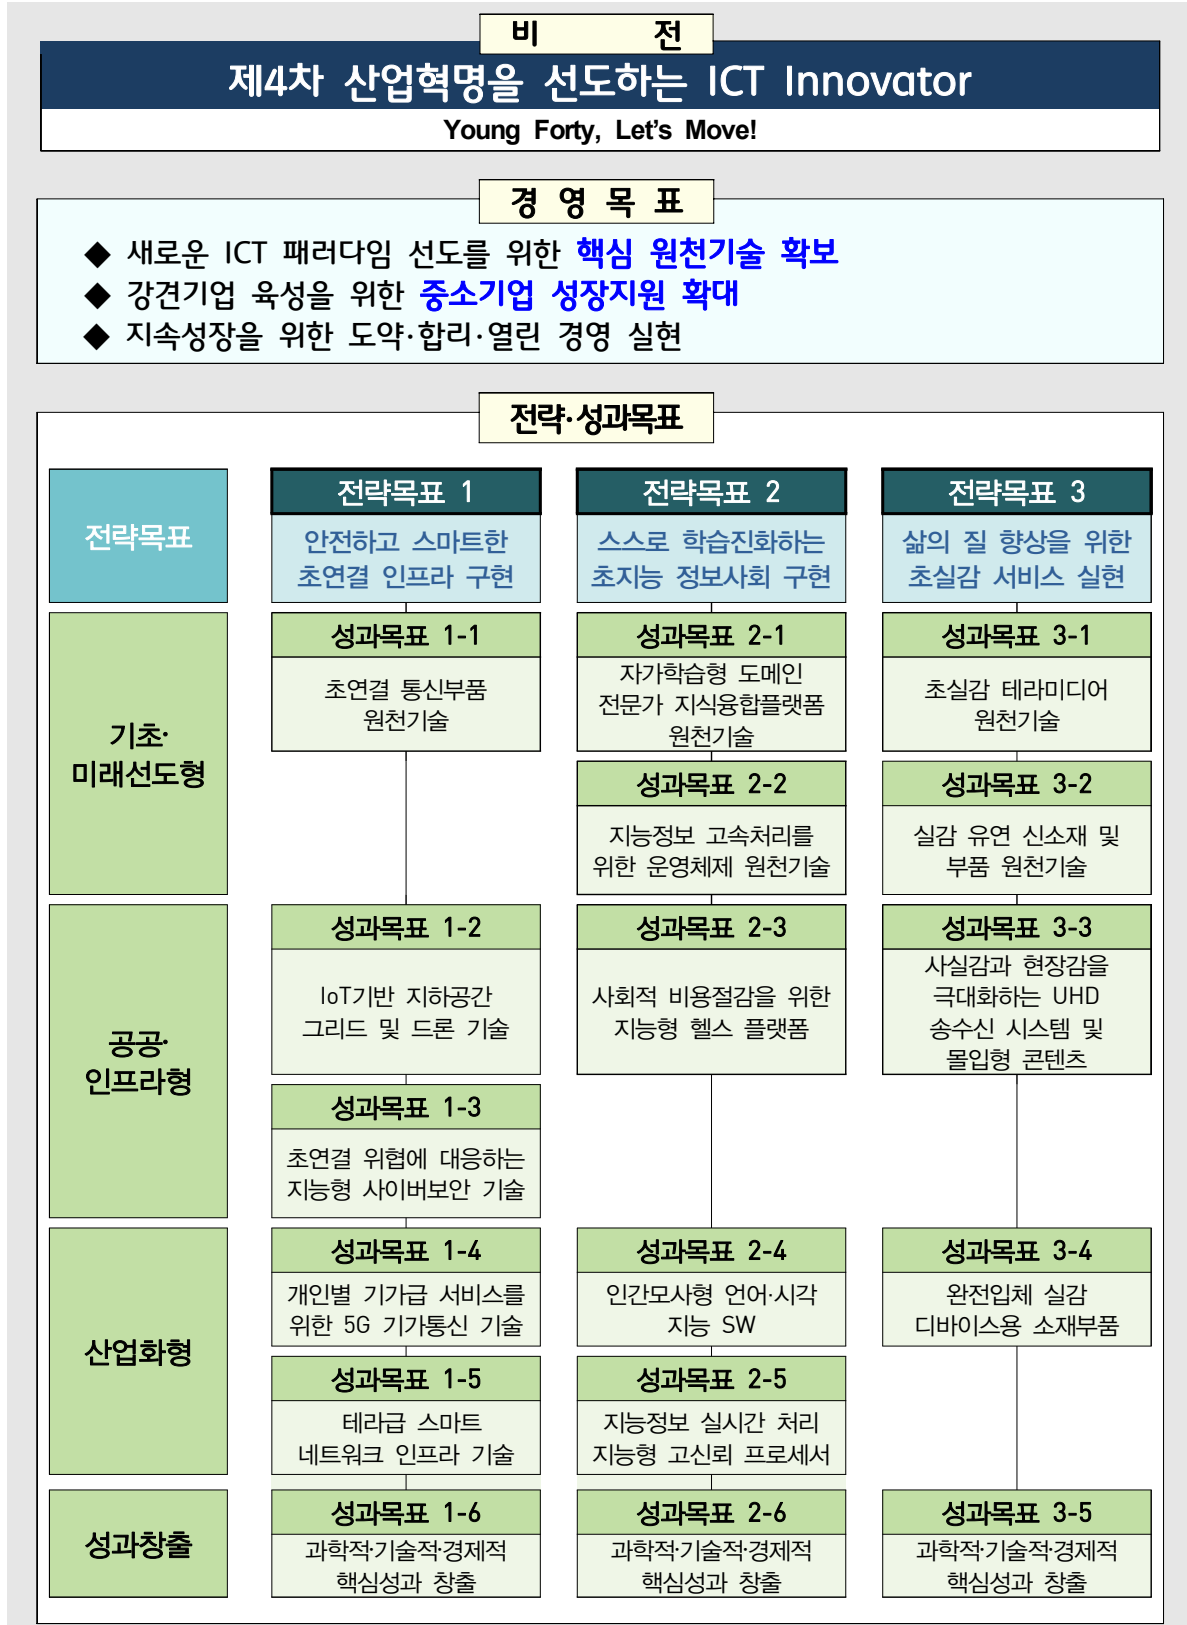 비 전
제4차 산업혁명을 선도하는 ICT Innovator
Young Forty, Let's Move!
경 영 목 표
◆ 새로운 ICT 패러다임 선도를 위한 핵심 원천기술 확보
◆ 강견기업 육성을 위한 중소기업 성장지원 확대
◆ 지속성장을 위한 도약·합리·열린 경영 실현
전략·성과목표
전략목표
전략목표 1
안전하고 스마트한
초연결 인프라 구현
전략목표 2
스스로 학습진화하는
초지능 정보사회 구현
전략목표 3
삶의 질 향상을 위한
초실감 서비스 실현
기초·
미래선도형
성과목표 1-1
초연결 통신부품
원천기술
성과목표 2-1
자가학습형 도메인
전문가 지식융합플랫폼
원천기술
성과목표 3-1
초실감 테라미디어
원천기술
성과목표 2-2
지능정보 고속처리를
위한 운영체제 원천기술
성과목표 3-2
실감 유연 신소재 및
부품 원천기술
공공·
인프라형
성과목표 1-2
IoT기반 지하공간
그리드 및 드론 기술
성과목표 2-3
사회적 비용절감을 위한
지능형 헬스 플랫폼
성과목표 3-3
사실감과 현장감을
극대화하는 UHD
송수신 시스템 및
몰입형 콘텐츠
성과목표 1-3
초연결 위협에 대응하는
지능형 사이버보안 기술
산업화형
성과목표 1-4
개인별 기가급 서비스를
위한 5G 기가통신 기술
성과목표 2-4
인간모사형 언어·시각
지능 SW
성과목표 3-4
완전입체 실감
디바이스용 소재부품
성과목표 1-5
테라급 스마트
네트워크 인프라 기술
성과목표 2-5
지능정보 실시간 처리
지능형 고신뢰 프로세서
성과창출
성과목표 1-6
과학적·기술적·경제적
핵심성과 창출
성과목표 2-6
과학적·기술적·경제적
핵심성과 창출
성과목표 3-5
과학적·기술적·경제적
핵심성과 창출